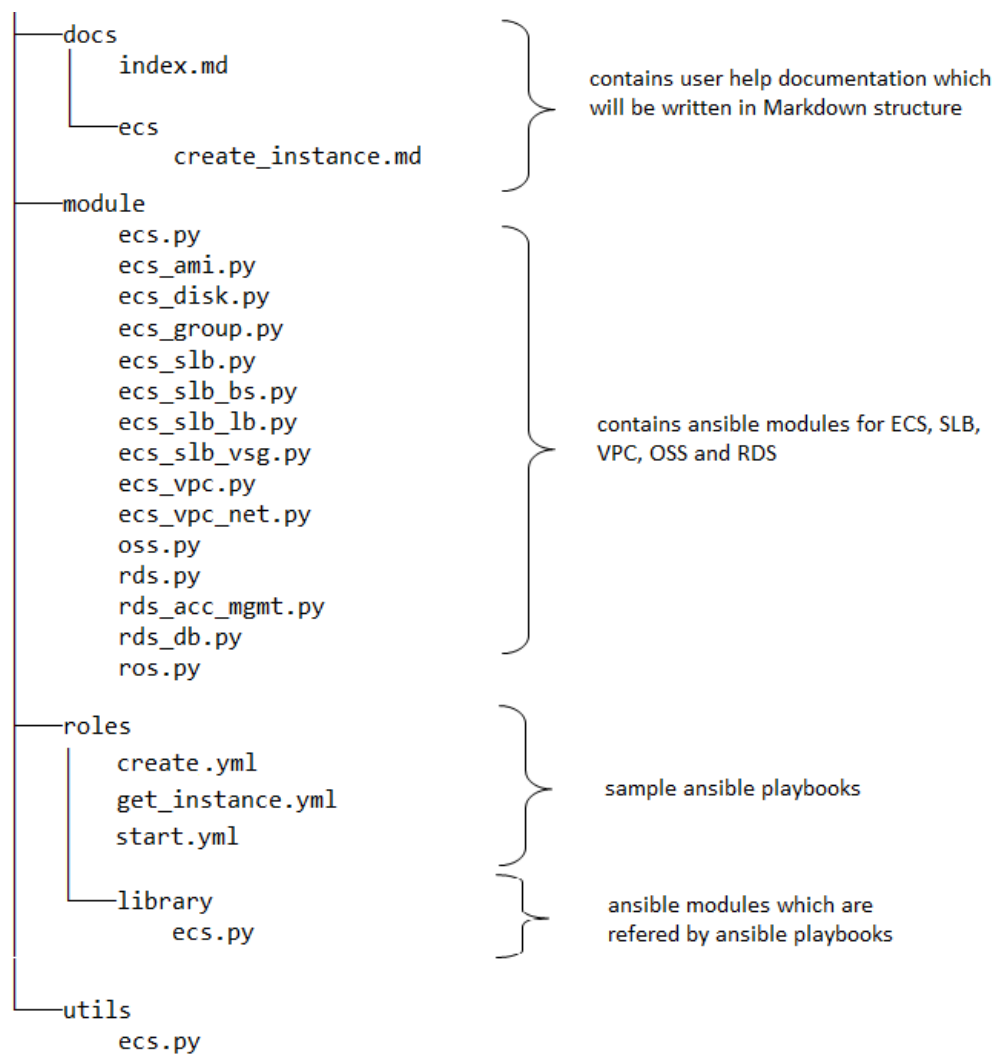 docs
index.md
contains user help documentation which
will be written in Markdown structure
ecs
create_instance.md
module
ecs.py
ecs_ami.py
ecs_disk.py
ecs_group.py
ecs_slb.py
ecs_slb_bs.py
ecs_slb_lb.py
ecs_slb_vsg.py
ecs_vpc.py
ecs_vpc_net.py
oss.py
rds.py
rds_acc_mgmt.py
rds_db.py
ros.py
contains ansible modules for ECS, SLB,
VPC, OSS and RDS
roles
create.yml
get_instance.yml
start.yml
sample ansible playbooks
library
ecs.py
ansible modules which are
refered by ansible playbooks
utils
ecs.py